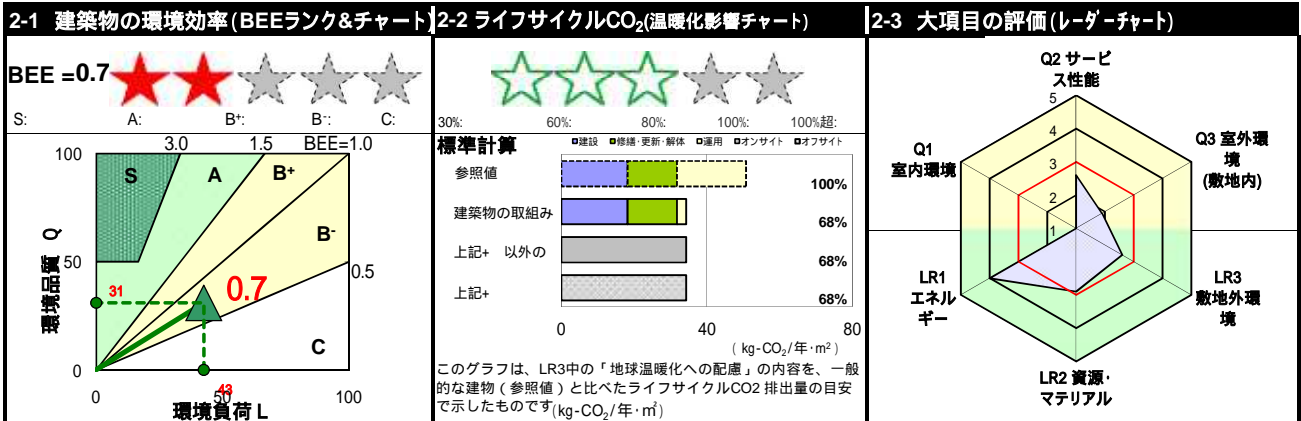 2-1 建築物の環境効率(BEEランク&チャート)
BEE =0.7
S: A: B⁺: B⁻: C:
3.0 1.5 BEE=1.0
100
S A B⁺
B⁻
50
0.5
環境品質 Q
31
0.7
C
0
43
0 50 100
環境負荷 L
2-2 ライフサイクルCO₂(温暖化影響チャート)
30%: 60%: 80%: 100%: 100%超:
標準計算
■建設 ■修繕・更新・解体 □運用 □オンサイト □オフサイト
参照値 100%
建築物の取組み 68%
上記+ 以外の 68%
上記+ 68%
0 40 80
( kg-CO₂/年・m² )
このグラフは、LR3中の「地球温暖化への配慮」の内容を、一般
的な建物(参照値)と比べたライフサイクルCO2 排出量の目安
で示したものです(kg-CO₂/年・㎡)
2-3 大項目の評価(レーダーチャート)
Q2 サービ
ス性能
5
4
3
2
1
Q1
室内環境
Q3 室外環
境
(敷地内)
LR1
エネル
ギー
LR3
敷地外環
境
LR2 資源・
マテリアル